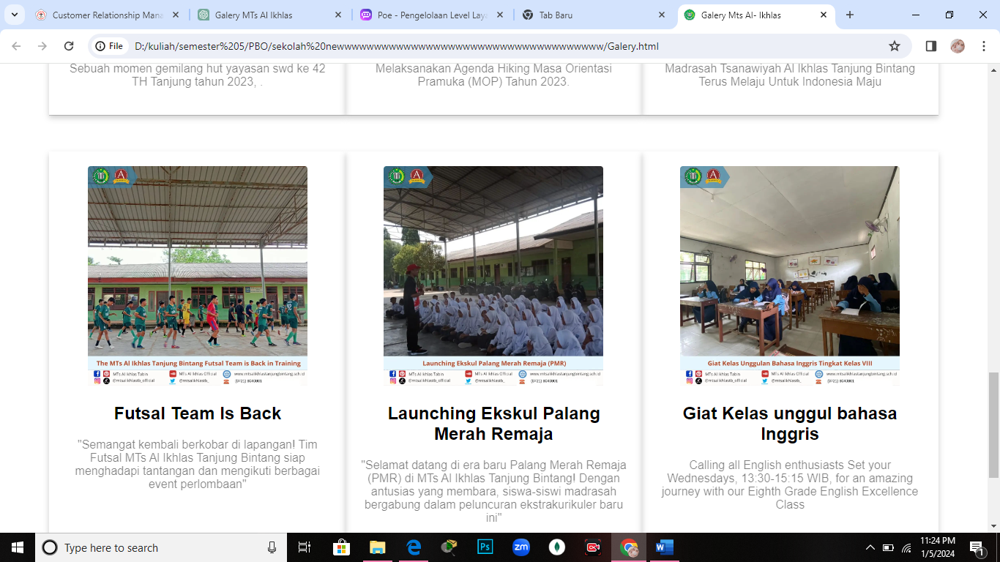 Customer Relationship Mana
Galery MTs Al Ikhlas
Poe - Pengelolaan Level Laya
Tab Baru
Galery Mts Al- Ikhlas
File
Sebuah momen gemilang hut yayasan swd ke 42
TH Tanjung tahun 2023, .
Melaksanakan Agenda Hiking Masa Orientasi
Pramuka (MOP) Tahun 2023.
Madrasah Tsanawiyah Al Ikhlas Tanjung Bintang
Terus Melaju Untuk Indonesia Maju
The MTs Al Ikhlas Tanjung Bintang Futsal Team is Back in Training
MTs Al Ikhlas Tabin
MTs Al Ikhlas Official
www.mtsalikhlastanjungbintang.sch.id
@mtsalikhlastb_official
@mtsalikhlastb_
(0721) 8040801
Futsal Team Is Back
"Semangat kembali berkobar di lapangan! Tim
Futsal MTs Al Ikhlas Tanjung Bintang siap
menghadapi tantangan dan mengikuti berbagai
event perlombaan"
Launching Ekskul Palang Merah Remaja (PMR)
MTs Al Ikhlas Tabin
MTs Al Ikhlas Official
www.mtsalikhlastanjungbintang.sch.id
@mtsalikhlastb_official
@mtsalikhlastb_
(0721) 8040801
Launching Ekskul Palang
Merah Remaja
"Selamat datang di era baru Palang Merah Remaja
(PMR) di MTs Al Ikhlas Tanjung Bintang! Dengan
antusias yang membara, siswa-siswi madrasah
bergabung dalam peluncuran ekstrakurikuler baru
ini"
Giat Kelas Unggulan Bahasa Inggris Tingkat Kelas VIII
MTs Al Ikhlas Tabin
MTs Al Ikhlas Official
www.mtsalikhlastanjungbintang.sch.id
@mtsalikhlastb_official
@mtsalikhlastb_
(0721) 8040801
Giat Kelas unggul bahasa
Inggris
Calling all English enthusiasts Set your
Wednesdays, 13:30-15:15 WIB, for an amazing
journey with our Eighth Grade English Excellence
Class
Type here to search
11:24 PM
1/5/2024